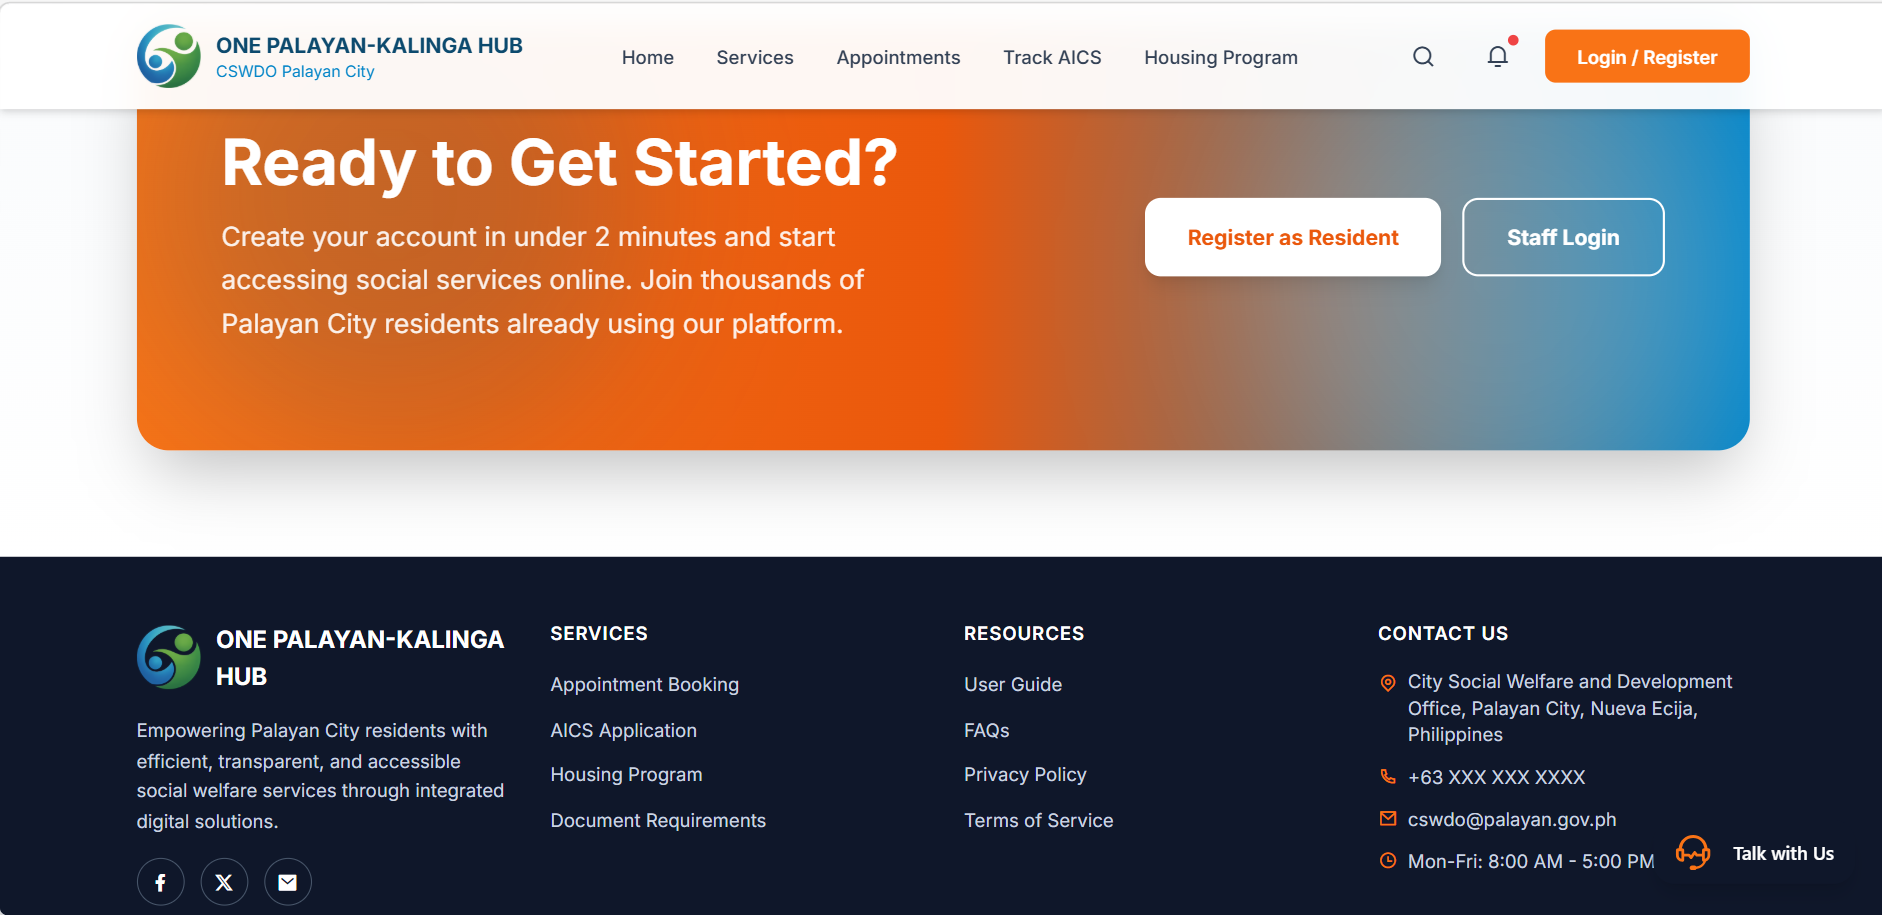 ONE PALAYAN-KALINGA HUB
CSWDO Palayan City
Home
Services
Appointments
Track AICS
Housing Program
Login / Register
Ready to Get Started?
Create your account in under 2 minutes and start
accessing social services online. Join thousands of
Palayan City residents already using our platform.
Register as Resident
Staff Login
ONE PALAYAN-KALINGA
HUB
Empowering Palayan City residents with
efficient, transparent, and accessible
social welfare services through integrated
digital solutions.
SERVICES
Appointment Booking
AICS Application
Housing Program
Document Requirements
RESOURCES
User Guide
FAQs
Privacy Policy
Terms of Service
CONTACT US
City Social Welfare and Development
Office, Palayan City, Nueva Ecija,
Philippines
+63 XXX XXX XXXX
cswdo@palayan.gov.ph
Mon-Fri: 8:00 AM - 5:00 PM
Talk with Us